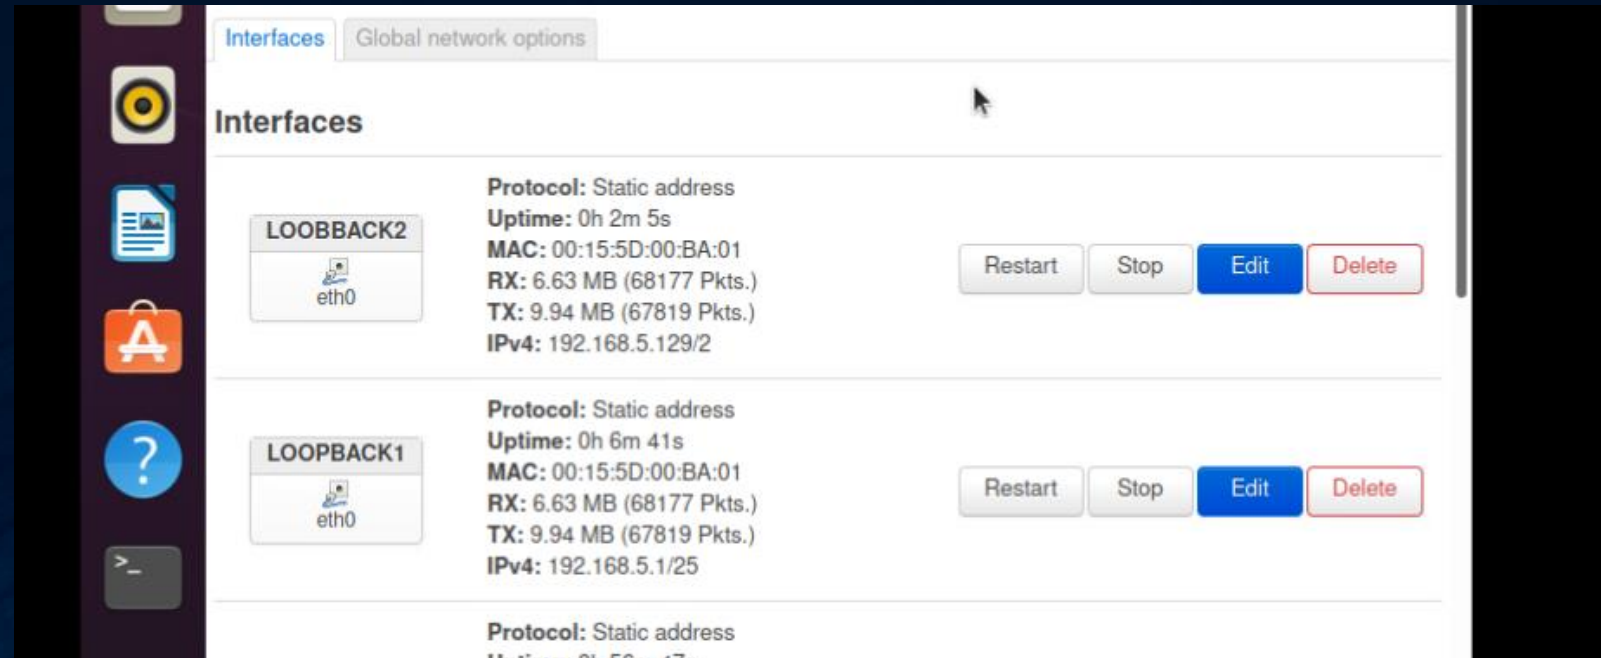 Interfaces
Global network options
Interfaces
LOOBBACK2
eth0
Protocol: Static address
Uptime: 0h 2m 5s
MAC: 00:15:5D:00:BA:01
RX: 6.63 MB (68177 Pkts.)
TX: 9.94 MB (67819 Pkts.)
IPv4: 192.168.5.129/2
Restart Stop Edit Delete
LOOPBACK1
eth0
Protocol: Static address
Uptime: 0h 6m 41s
MAC: 00:15:5D:00:BA:01
RX: 6.63 MB (68177 Pkts.)
TX: 9.94 MB (67819 Pkts.)
IPv4: 192.168.5.1/25
Restart Stop Edit Delete
Protocol: Static address